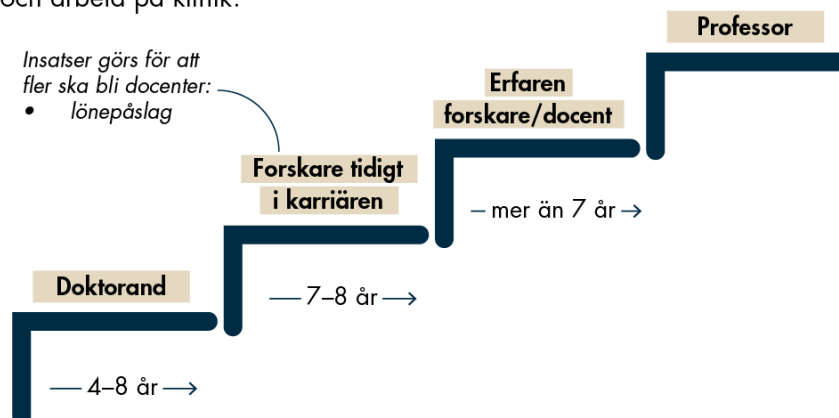 och arbeta på klinik.
Professor
Insatser görs för att
fler ska bli docenter:
• lönepåslag
Erfaren
forskare/docent
Forskare tidigt
i karriären
mer än 7 år
Doktorand
7–8 år
4–8 år